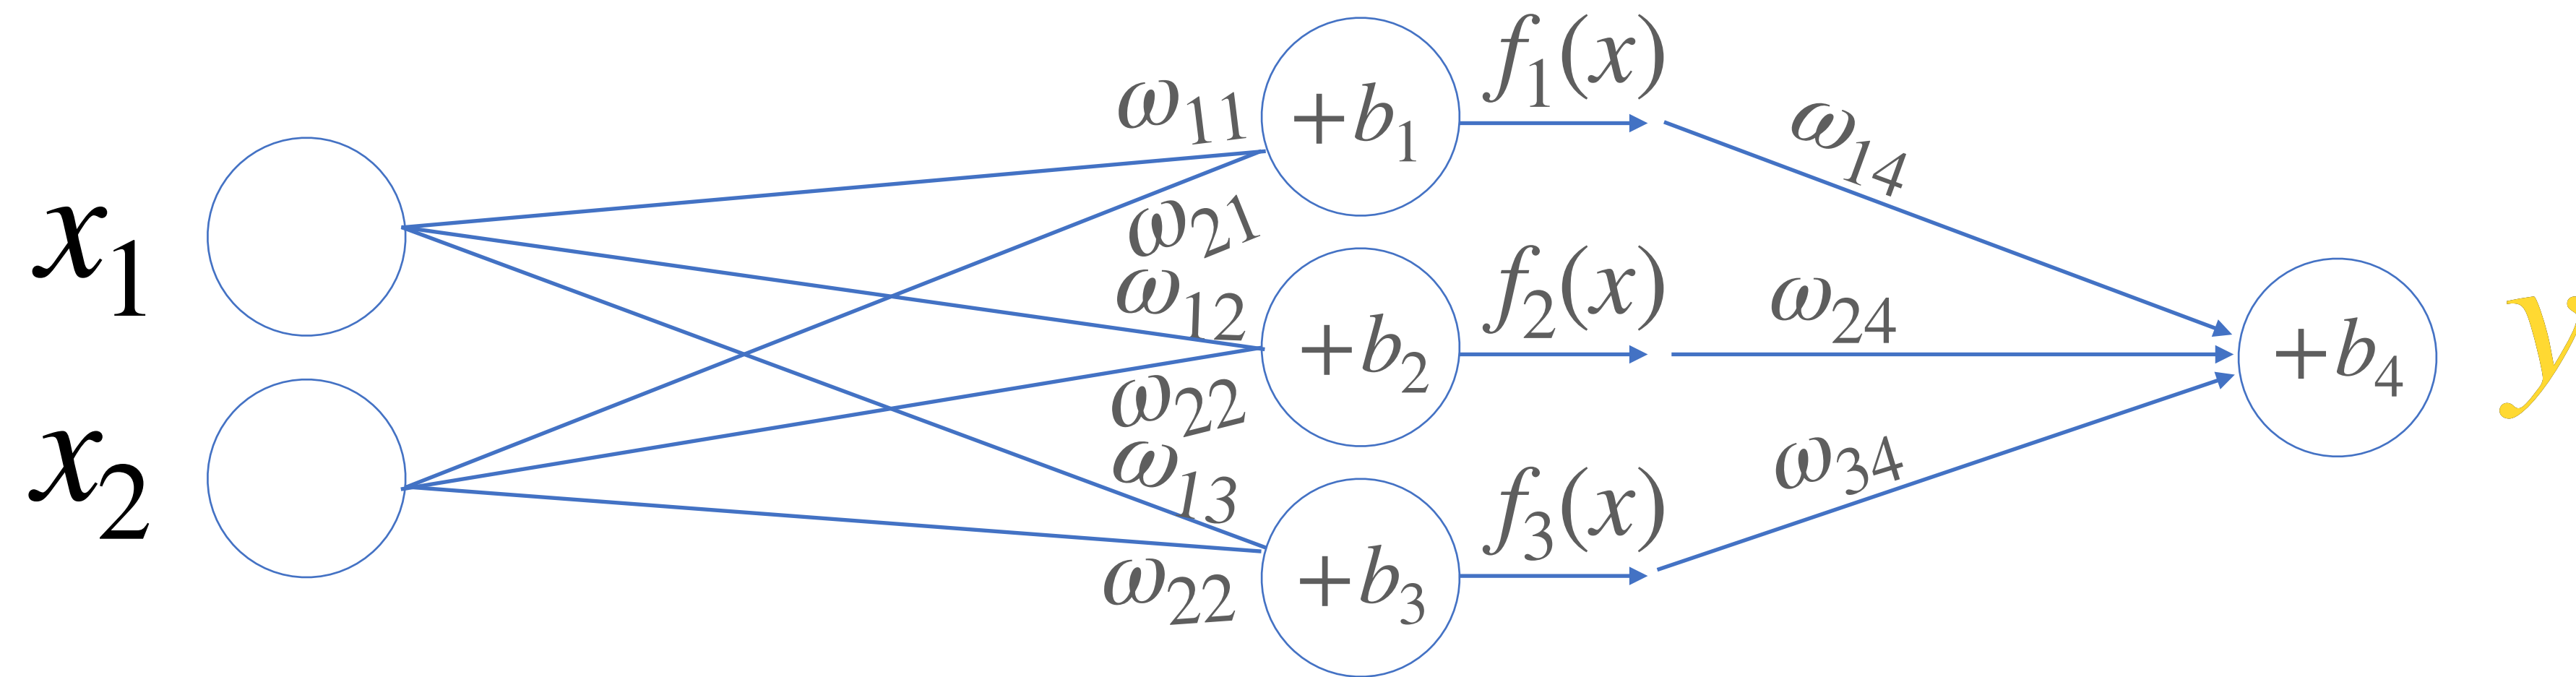 x₁
x₂
ω₁₁
ω₂₁
ω₁₂
ω₂₂
ω₁₃
ω₂₂
+b₁
+b₂
+b₃
f₁(x)
f₂(x)
f₃(x)
ω₁₄
ω₂₄
ω₃₄
+b₄
y